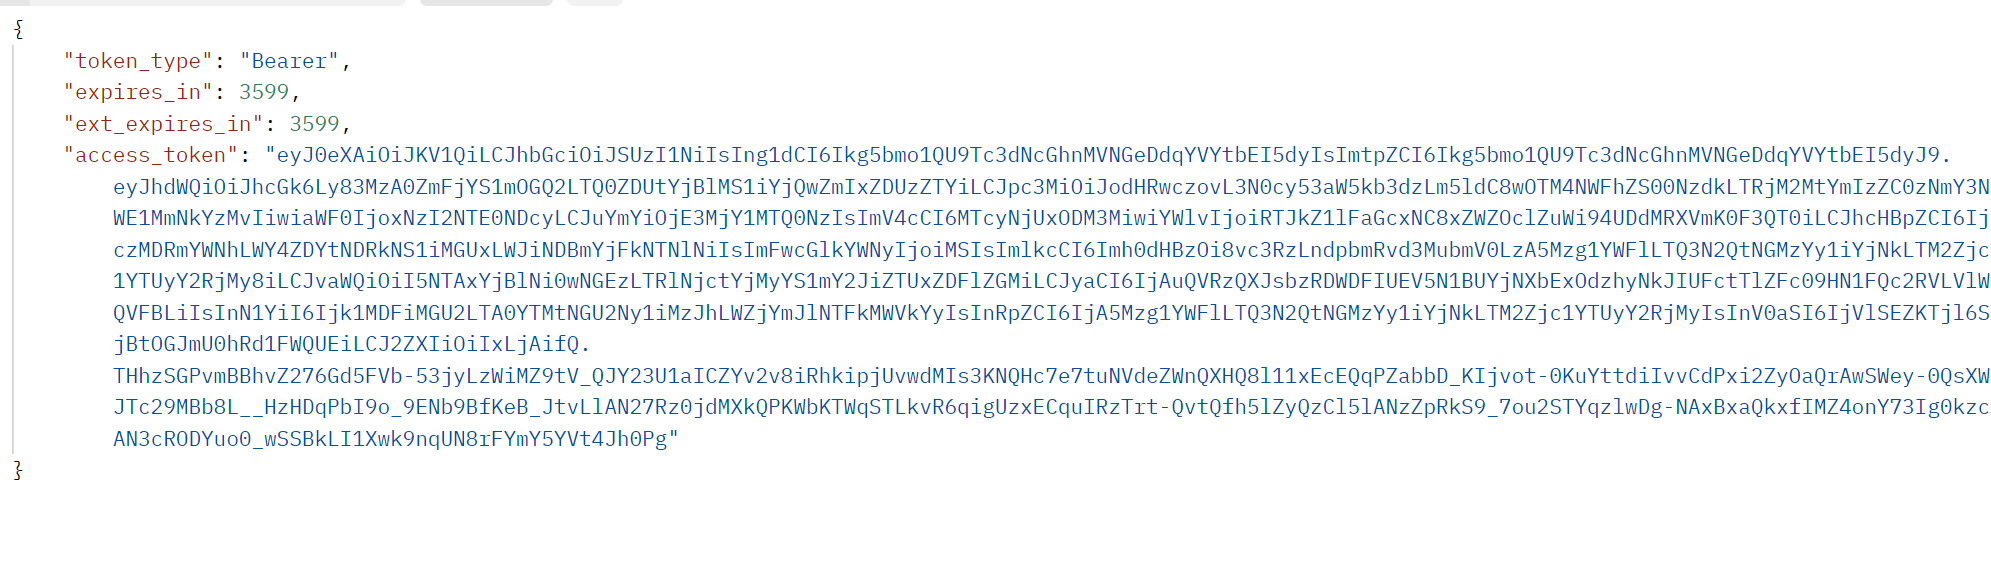 {
"token_type": "Bearer",
"expires_in": 3599,
"ext_expires_in": 3599,
"access_token": "eyJ0eXAiOiJKV1QiLCJhbGciOiJSUzI1NiIsIng1dCI6Ikg5bmo1QU9Tc3dNcGhnMVNGeDdqYVYtbEI5dyIsImtpZCI6Ikg5bmo1QU9Tc3dNcGhnMVNGeDdqYVYtbEI5dyJ9.
eyJhdWQiOiJhcGk6Ly83MzA0ZmFjYS1mOGQ2LTQ0ZDUtYjBlMS1iYjQwZmIxZDUzZTYiLCJpc3MiOiJodHRwczovL3N0cy53aW5kb3dzLm5ldC8wOTM4NWFhZS00NzdkLTRjM2MtYmIzZC0zNmY3N
WE1MmNkYzMvIiwiaWF0IjoxNzI2NTE0NDcyLCJuYmYiOjE3MjY1MTQ0NzIsImV4cCI6MTcyNjUxODM3MiwiYWlvIjoiRTJkZ1lFaGcxNC8xZWZOclZuWi94UDdMRXVmK0F3QT0iLCJhcHBpZCI6Ij
czMDRmYWNhLWY4ZDYtNDRkNS1iMGUxLWJiNDBmYjFkNTNlNiIsImFwcGlkYWNyIjoiMSIsImlkcCI6Imh0dHBzOi8vc3RzLndpbmRvd3MubmV0LzA5Mzg1YWFlLTQ3N2QtNGMzYy1iYjNkLTM2Zjc
1YTUyY2RjMy8iLCJvaWQiOiI5NTAxYjBlNi0wNGEzLTRlNjctYjMyYS1mY2JiZTUxZDFlZGMiLCJyaCI6IjAuQVRzQXJsbzRDWDFIUEV5N1BUYjNXbExOdzhyNkJIUFctTlZFc09HN1FQc2RVLVlW
QVFBLiIsInN1YiI6Ijk1MDFiMGU2LTA0YTMtNGU2Ny1iMzJhLWZjYmJlNTFkMWVkYyIsInRpZCI6IjA5Mzg1YWFlLTQ3N2QtNGMzYy1iYjNkLTM2Zjc1YTUyY2RjMyIsInV0aSI6IjVlSEZKTjl6S
jBtOGJmU0hRd1FWQUEiLCJ2ZXIiOiIxLjAifQ.
THhzSGPvmBBhvZ276Gd5FVb-53jyLzWiMZ9tV_QJY23U1aICZYv2v8iRhkipjUvwdMIs3KNQHc7e7tuNVdeZWnQXHQ8l11xEcEQqPZabbD_KIjvot-0KuYttdiIvvCdPxi2ZyOaQrAwSWey-0QsXW
JTc29MBb8L__HzHDqPbI9o_9ENb9BfKeB_JtvLlAN27Rz0jdMXkQPKWbKTWqSTLkvR6qigUzxECquIRzTrt-QvtQfh5lZyQzCl5lANzZpRkS9_7ou2STYqzlwDg-NAxBxaQkxfIMZ4onY73Ig0kzc
AN3cRODYuo0_wSSBkLI1Xwk9nqUN8rFYmY5YVt4Jh0Pg"
}